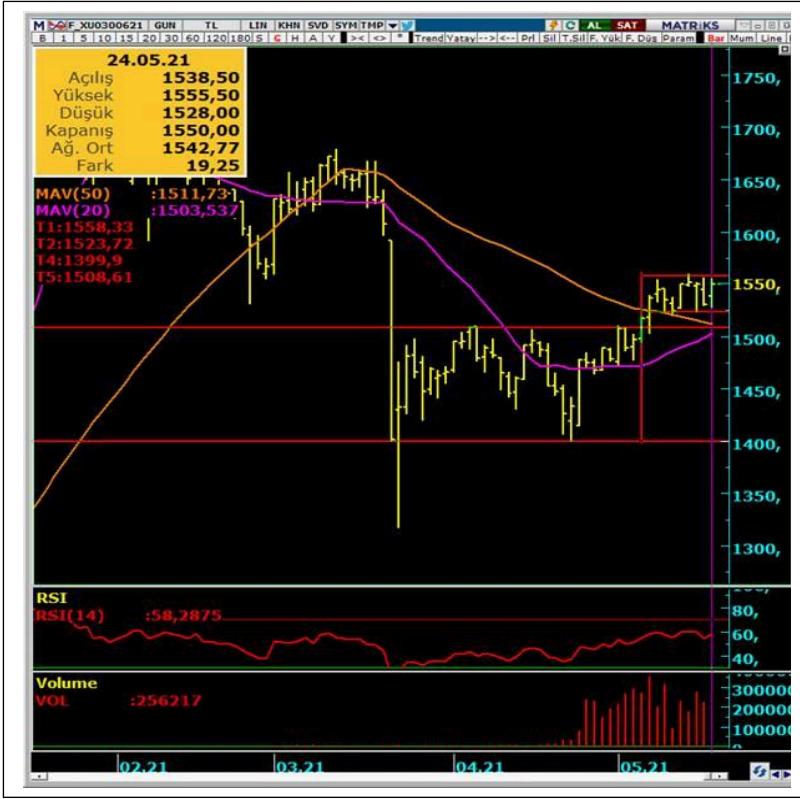 M F_XU0300621 GUN TL LIN KHN SVD SYM TMP AL SAT MATRiKS
B 1 5 10 15 20 30 60 120 180 S G H A Y >< <> * Trend Yatay --> <-- Prl Sil T.Sil F. Yük F. Düş Param Bar Mum Line
24.05.21
Açılış 1538,50
Yüksek 1555,50
Düşük 1528,00
Kapanış 1550,00
Ağ. Ort 1542,77
Fark 19,25
MAV(50) :1511,73
MAV(20) :1503,537
T1:1558,33
T2:1523,72
T4:1399,9
T5:1508,61
1750,
1700,
1650,
1600,
1550,
1500,
1450,
1400,
1350,
1300,
RSI
RSI(14) :58,2875
80,
60,
40,
Volume
VOL :256217
300000
200000
100000
02.21 03.21 04.21 05.21